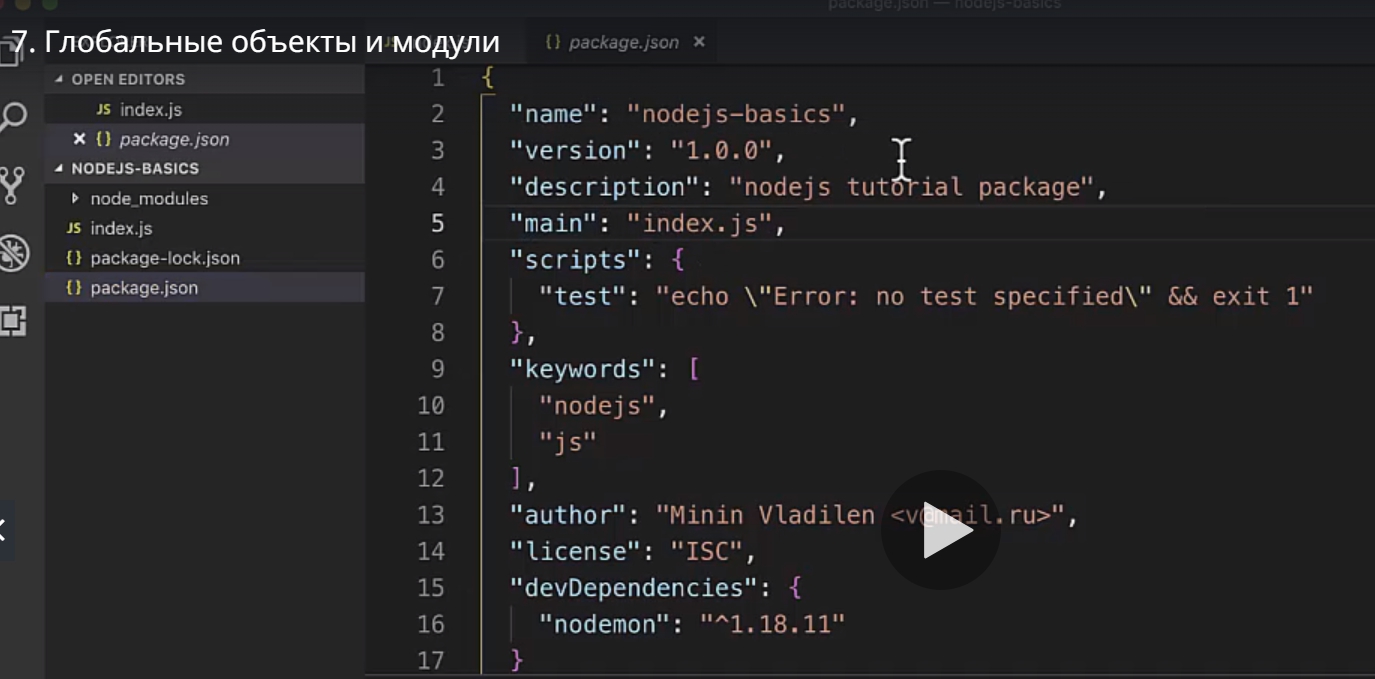 package.json — nodejs-basics
7. Глобальные объекты и модули
{} package.json ×
OPEN EDITORS
JS index.js
× {} package.json
NODEJS-BASICS
node_modules
JS index.js
{} package-lock.json
{} package.json
1 {
2 "name": "nodejs-basics",
3 "version": "1.0.0",
4 "description": "nodejs tutorial package",
5 "main": "index.js",
6 "scripts": {
7 "test": "echo \"Error: no test specified\" && exit 1"
8 },
9 "keywords": [
10 "nodejs",
11 "js"
12 ],
13 "author": "Minin Vladilen <v@mail.ru>",
14 "license": "ISC",
15 "devDependencies": {
16 "nodemon": "^1.18.11"
17 }